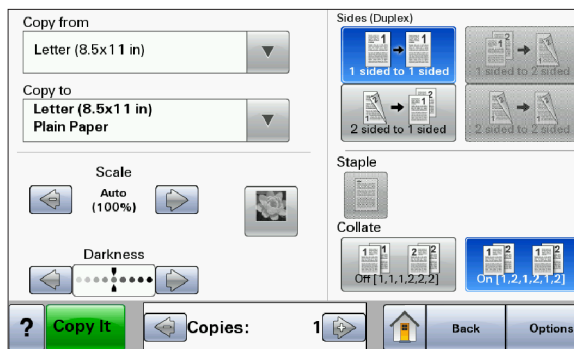 Copy from
Letter (8.5x11 in)
Copy to
Letter (8.5x11 in)
Plain Paper
Scale
Auto
(100%)
Darkness
Sides (Duplex)
1 sided to 1 sided
1 sided to 2 sided
2 sided to 1 sided
2 sided to 2 sided
Staple
Collate
Off [1,1,1,2,2,2]
On [1,2,1,2,1,2]
?
Copy It
Copies:
1
Back
Options